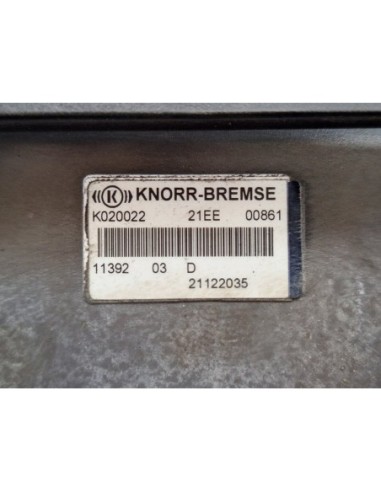 K KNORR-BREMSE
K020022 21EE 00861
11392 03 D
21122035